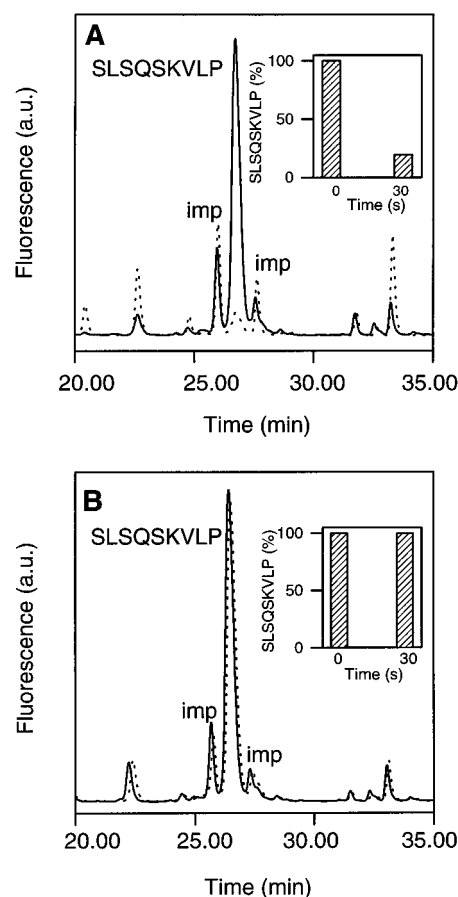 A
SLSQSKVLP
imp
imp
Fluorescence (a.u.)
20.00 25.00 30.00 35.00
Time (min)
SLSQSKVLP (%)
100
50
0
0 30
Time (s)
B
SLSQSKVLP
imp
imp
Fluorescence (a.u.)
20.00 25.00 30.00 35.00
Time (min)
SLSQSKVLP (%)
100
50
0
0 30
Time (s)